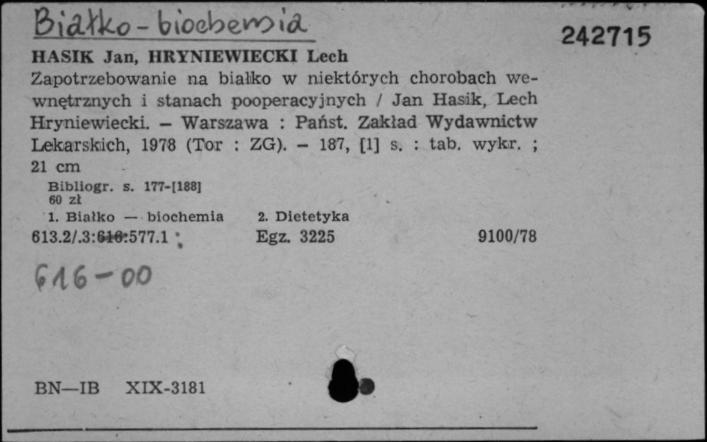 Białko - biochemia
242715
HASIK Jan, HRYNIEWIECKI Lech
Zapotrzebowanie na białko w niektórych chorobach we-
wnętrznych i stanach pooperacyjnych / Jan Hasik, Lech
Hryniewiecki. — Warszawa : Państ. Zakład Wydawnictw
Lekarskich, 1978 (Tor : ZG). — 187, [1] s. : tab. wykr. ;
21 cm
Bibliogr. s. 177-[188]
60 zł
1. Białko — biochemia 2. Dietetyka
613.2/.3:616:577.1 Egz. 3225 9100/78
616-00
BN—IB XIX-3181